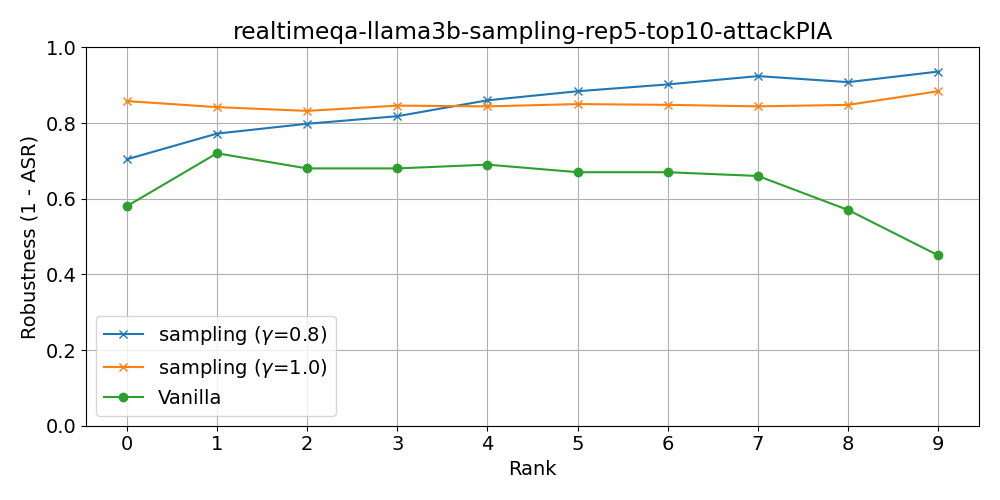 realtimeqa-llama3b-sampling-rep5-top10-attackPIA
Robustness (1 - ASR)
1.0
0.8
0.6
0.4
0.2
0.0
sampling (γ=0.8)
sampling (γ=1.0)
Vanilla
0 1 2 3 4 5 6 7 8 9
Rank